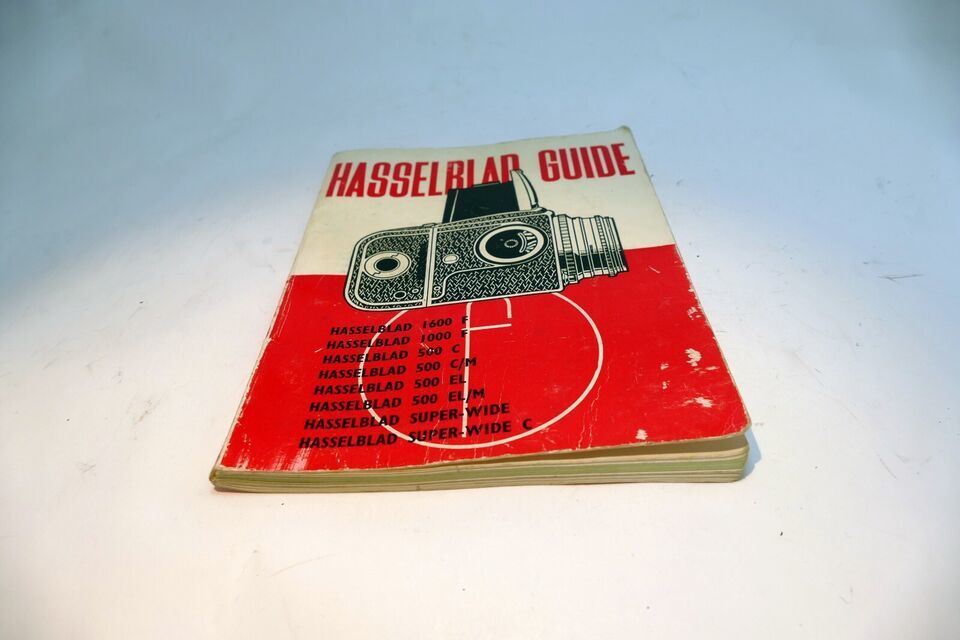 HASSELBLAD GUIDE
HASSELBLAD 1600 F
HASSELBLAD 1000 F
HASSELBLAD 500 C
HASSELBLAD 500 C/M
HASSELBLAD 500 EL
HASSELBLAD 500 EL/M
HASSELBLAD SUPER-WIDE
HASSELBLAD SUPER-WIDE C